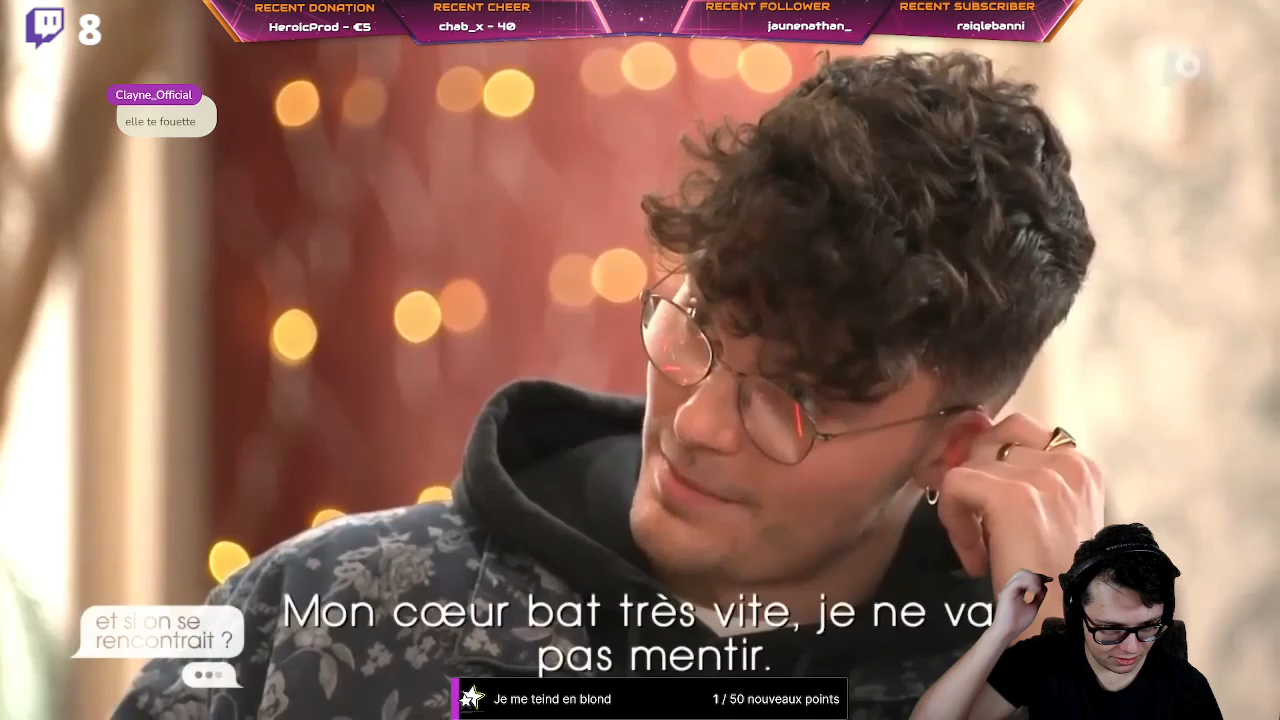 8
RECENT DONATION
HeroicProd - €5
RECENT CHEER
chab_x - 40
RECENT FOLLOWER
jaunenathan_
RECENT SUBSCRIBER
raiqlebanni
Clayne_Official
elle te fouette
Mon cœur bat très vite, je ne va
pas mentir.
et si on se
rencontrait ?
Je me teind en blond
1 / 50 nouveaux points